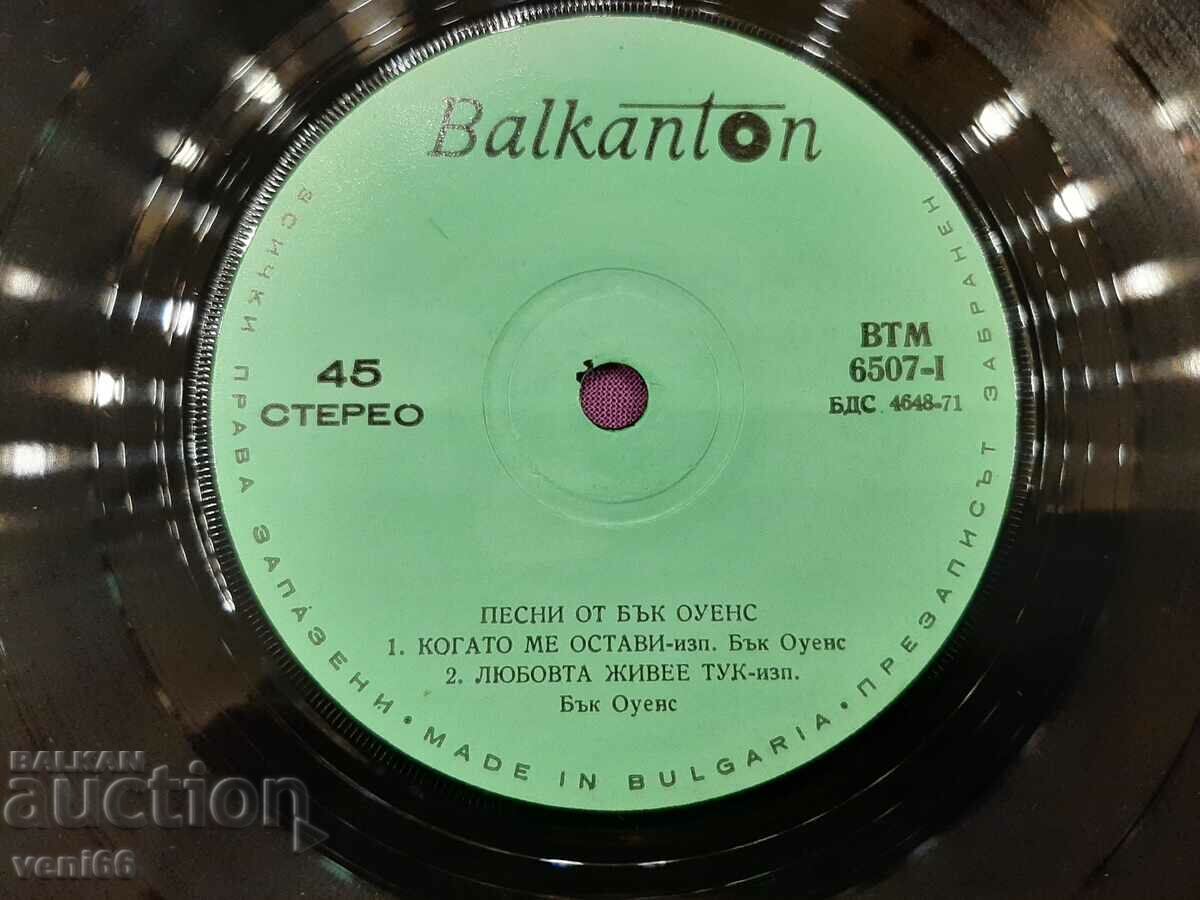 Balkanton
45
СТЕРЕО
ВТМ
6507-I
БДС 4648-71
ПЕСНИ ОТ БЪК ОУЕНС
1. КОГАТО МЕ ОСТАВИ-изп. Бък Оуенс
2. ЛЮБОВТА ЖИВЕЕ ТУК-изп.
Бък Оуенс
ВСИЧКИ ПРАВА ЗАПАЗЕНИ • MADE IN BULGARIA • ПРЕЗАПИСЪТ ЗАБРАНЕН
BALKAN
auction
veni66